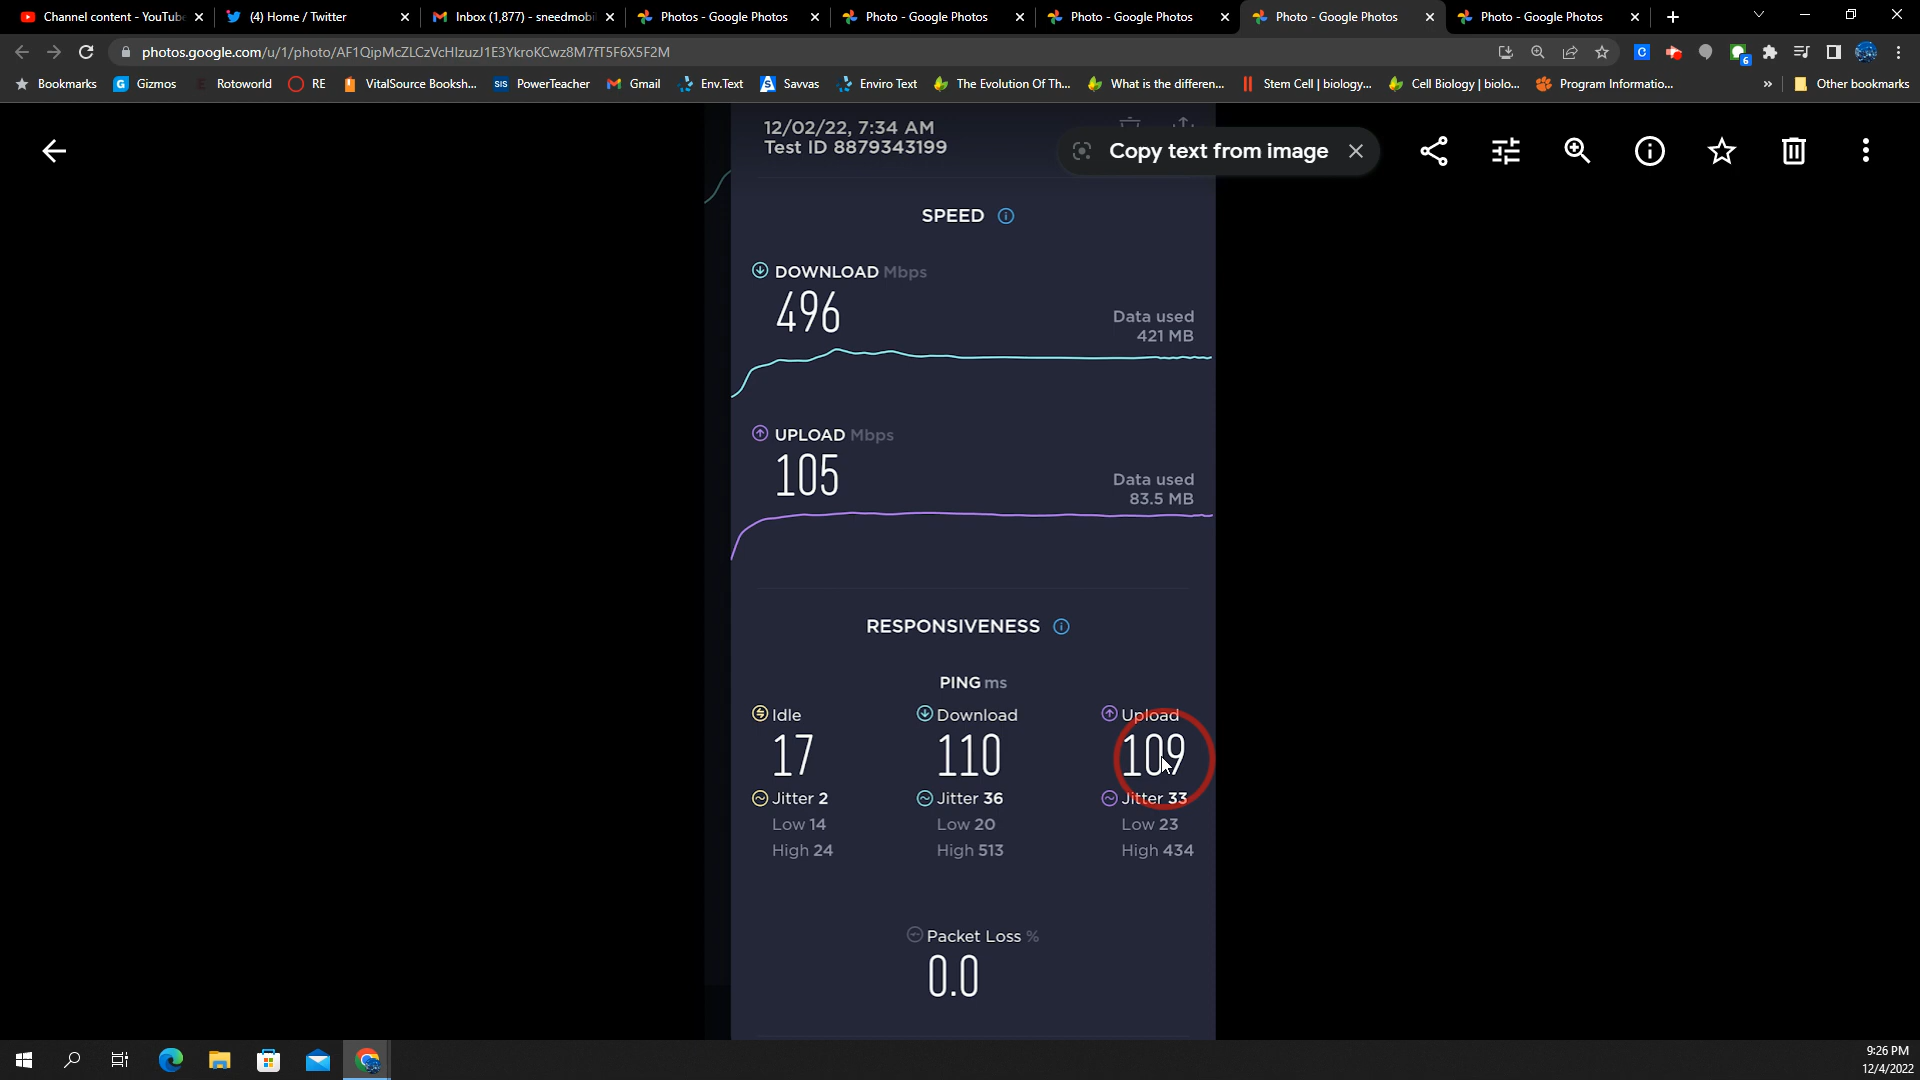 Channel content - YouTube
(4) Home / Twitter
Inbox (1,877) - sneedmobil
Photos - Google Photos
Photo - Google Photos
Photo - Google Photos
Photo - Google Photos
Photo - Google Photos
photos.google.com/u/1/photo/AF1QipMcZLCzVcHIzuzJ1E3YkroKCwz8M7fT5F6X5F2M
6
Bookmarks
Gizmos
Rotoworld
RE
VitalSource Booksh...
SIS PowerTeacher
Gmail
Env.Text
Savvas
Enviro Text
The Evolution Of Th...
What is the differen...
Stem Cell | biology...
Cell Biology | biolo...
Program Informatio...
»
Other bookmarks
12/02/22, 7:34 AM
Test ID 8879343199
Copy text from image
SPEED
DOWNLOAD Mbps
496
Data used
421 MB
UPLOAD Mbps
105
Data used
83.5 MB
RESPONSIVENESS
PING ms
Idle
17
Jitter 2
Low 14
High 24
Download
110
Jitter 36
Low 20
High 513
Upload
109
Jitter 33
Low 23
High 434
Packet Loss %
0.0
9:26 PM
12/4/2022